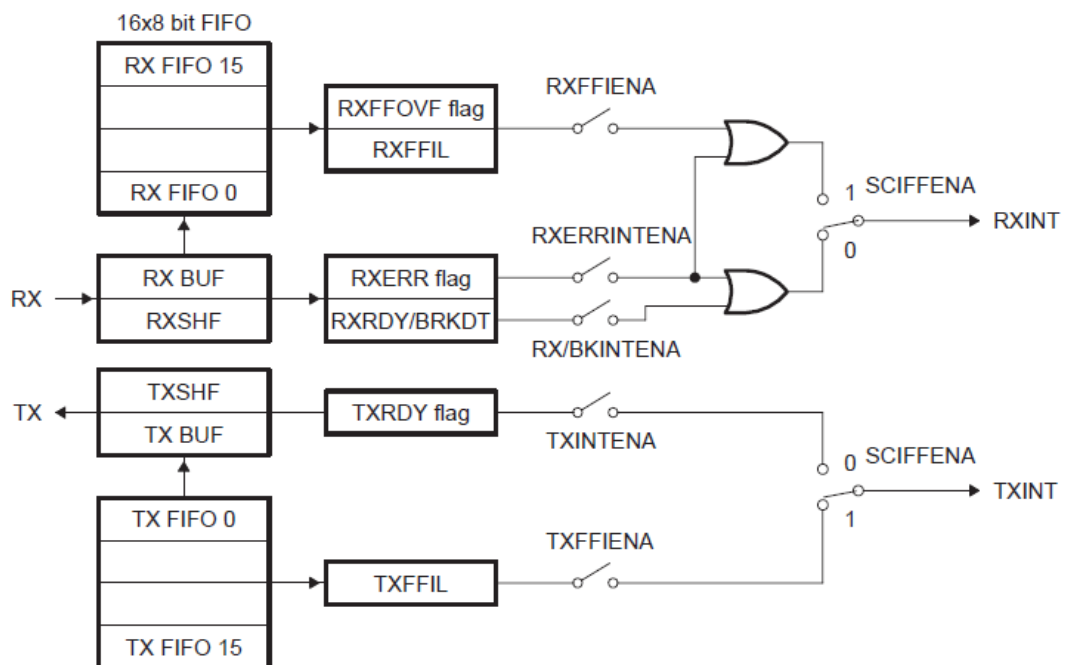 16x8 bit FIFO
RX FIFO 15
RX FIFO 0
RXFFOVF flag
RXFFIL
RXFFIENA
1
SCIFFENA
0
RXINT
RX
RX BUF
RXSHF
RXERR flag
RXRDY/BRKDT
RXERRINTENA
RX/BKINTENA
TX
TXSHF
TX BUF
TXRDY flag
TXINTENA
0
SCIFFENA
1
TXINT
TX FIFO 0
TX FIFO 15
TXFFIL
TXFFIENA